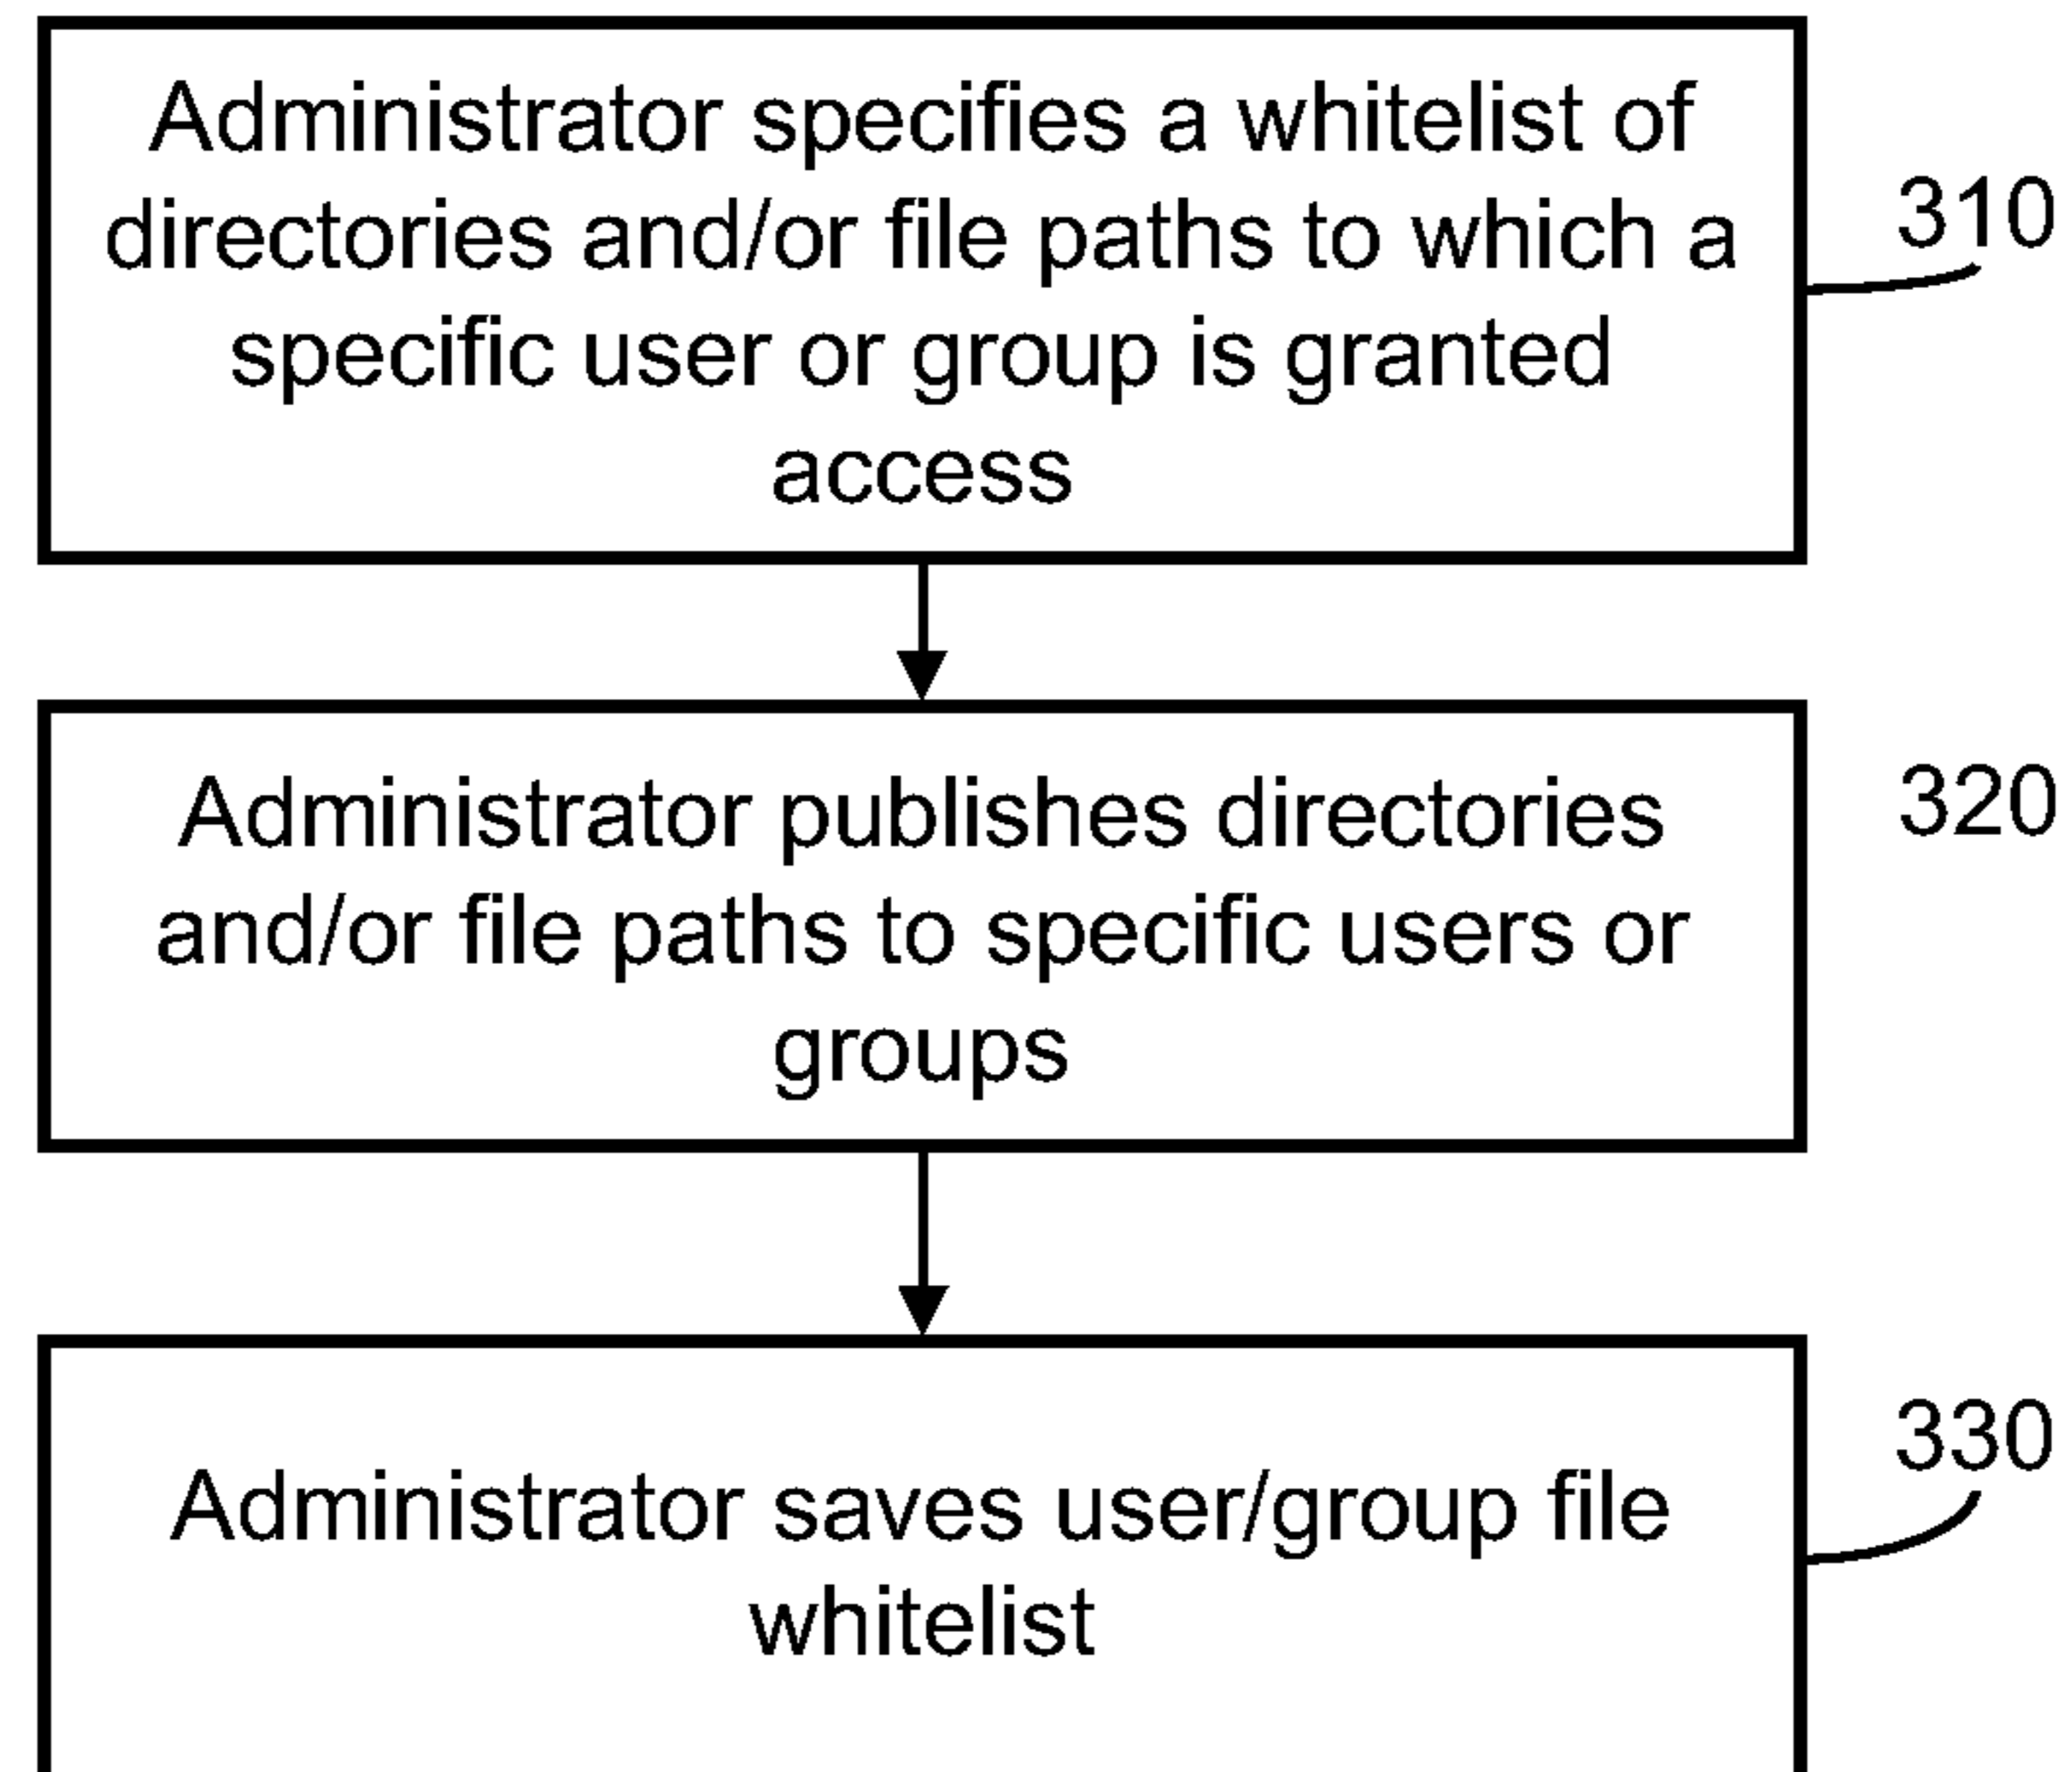 Administrator specifies a whitelist of
directories and/or file paths to which a
specific user or group is granted
access
310
Administrator publishes directories
and/or file paths to specific users or
groups
320
Administrator saves user/group file
whitelist
330